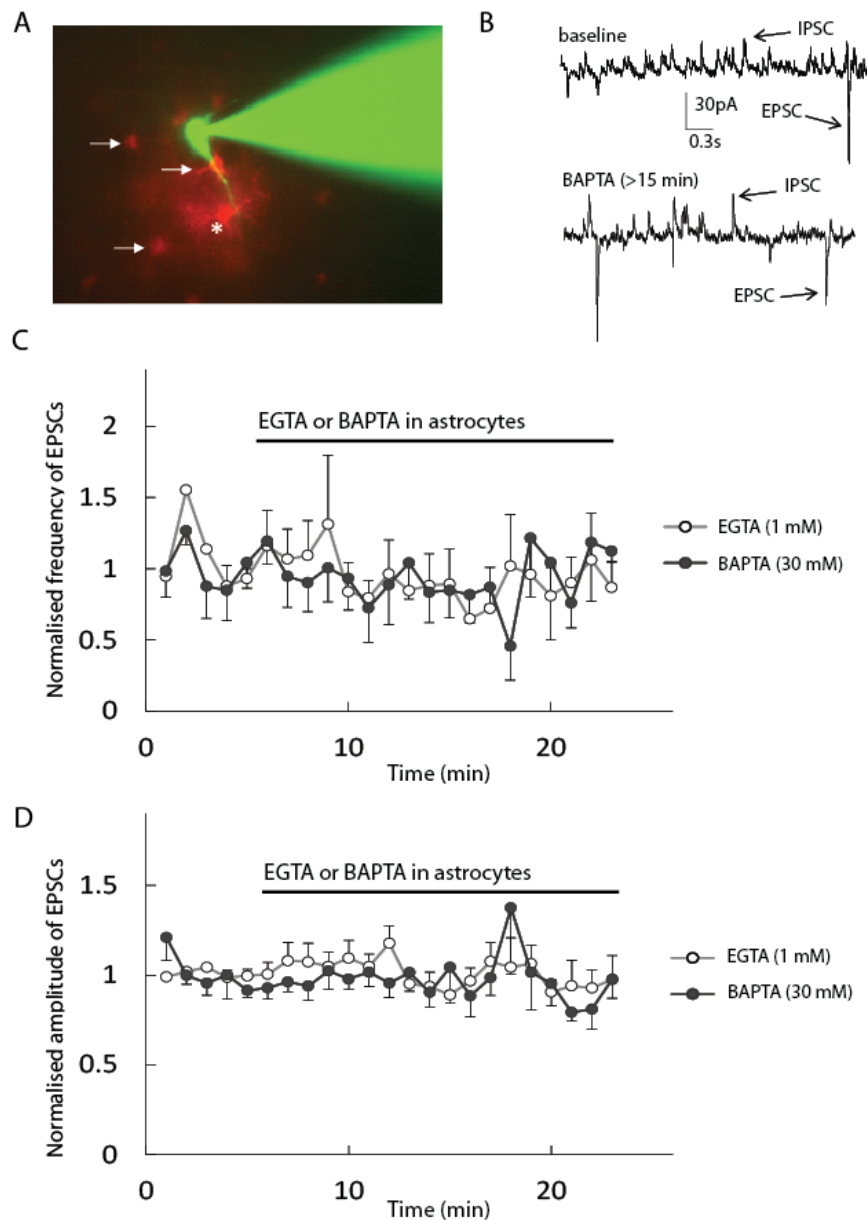 A
*
B
baseline
IPSC
30pA
0.3s
EPSC
BAPTA (>15 min)
IPSC
EPSC
C
Normalised frequency of EPSCs
2
1.5
1
0.5
0
EGTA or BAPTA in astrocytes
EGTA (1 mM)
BAPTA (30 mM)
0 10 20
Time (min)
D
Normalised amplitude of EPSCs
1.5
1
0.5
0
EGTA or BAPTA in astrocytes
EGTA (1 mM)
BAPTA (30 mM)
0 10 20
Time (min)